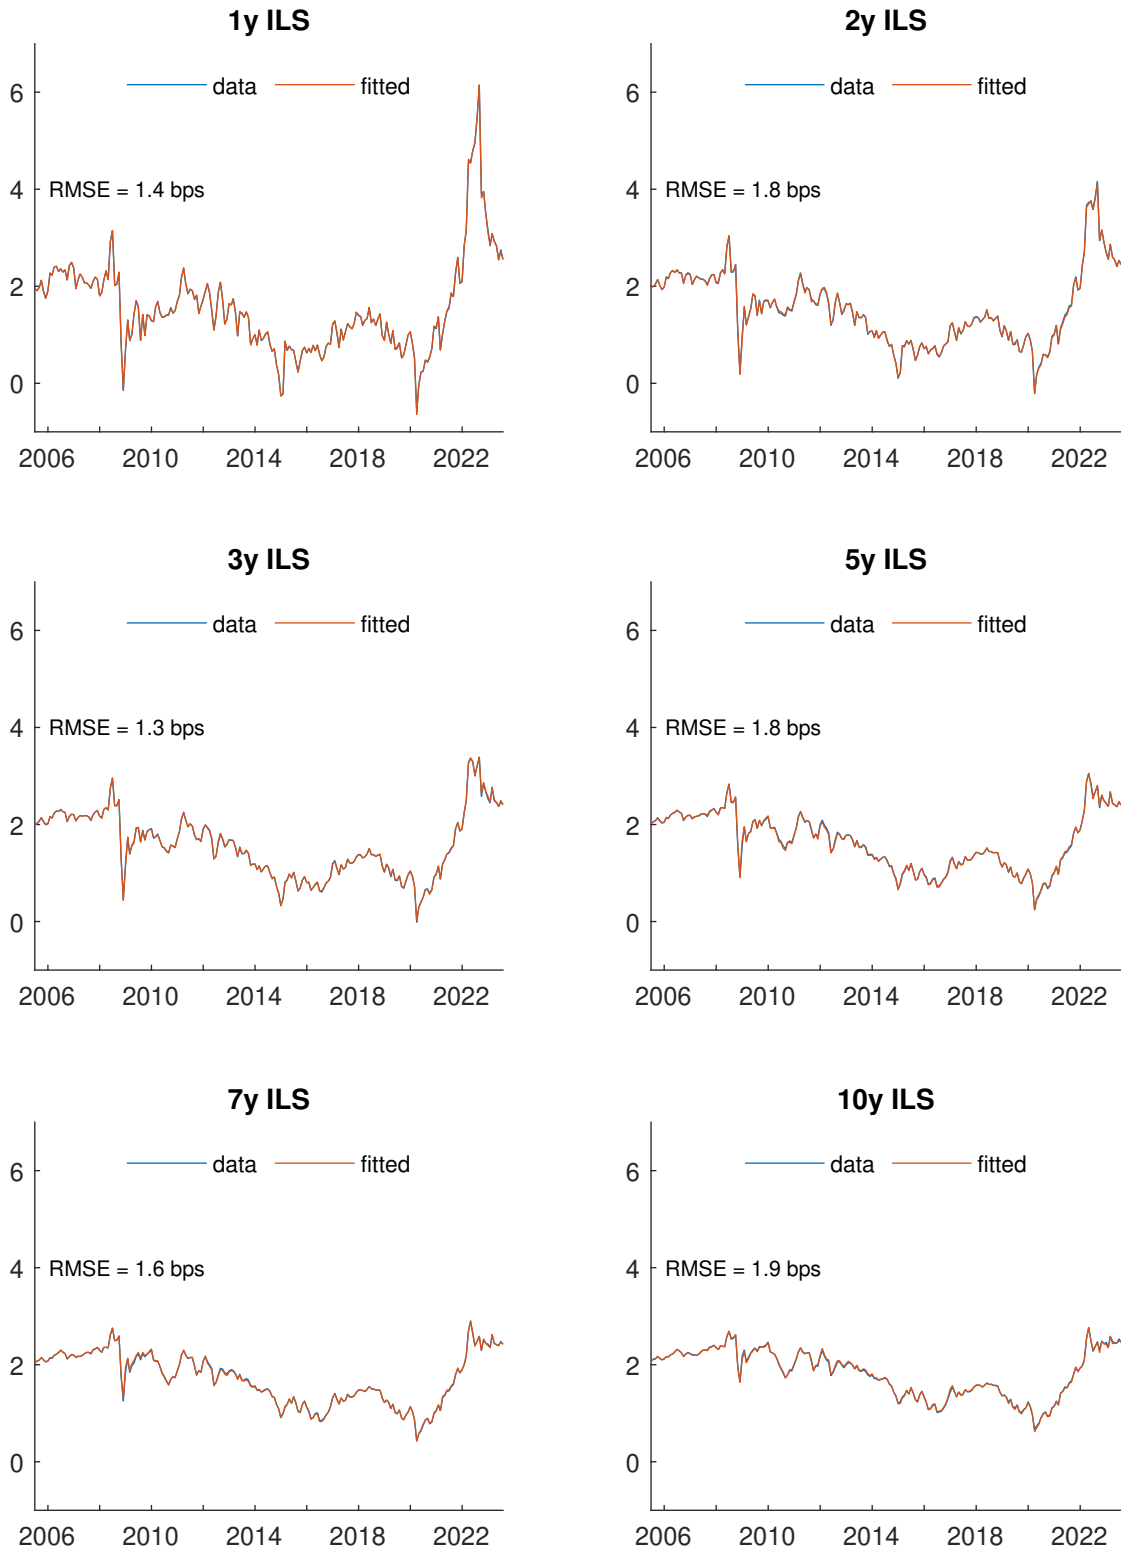 1y ILS
data fitted
RMSE = 1.4 bps
6
4
2
0
2006 2010 2014 2018 2022
2y ILS
data fitted
RMSE = 1.8 bps
6
4
2
0
2006 2010 2014 2018 2022
3y ILS
data fitted
RMSE = 1.3 bps
6
4
2
0
2006 2010 2014 2018 2022
5y ILS
data fitted
RMSE = 1.8 bps
6
4
2
0
2006 2010 2014 2018 2022
7y ILS
data fitted
RMSE = 1.6 bps
6
4
2
0
2006 2010 2014 2018 2022
10y ILS
data fitted
RMSE = 1.9 bps
6
4
2
0
2006 2010 2014 2018 2022